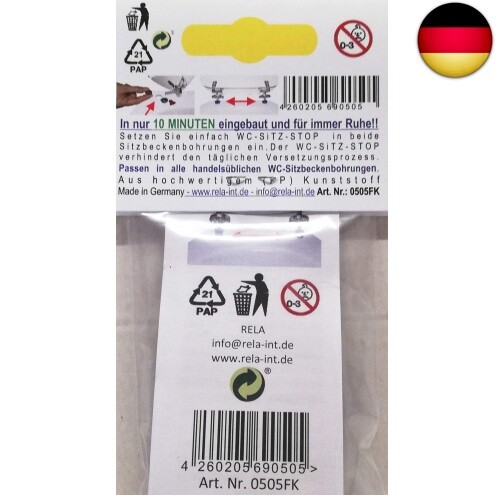 21
PAP
0-3
4260205 690505
In nur 10 MINUTEN eingebaut und für immer Ruhe!!
Setzen Sie einfach WC-SiTZ-STOP in beide
Sitzbeckenbohrungen ein.Der WC-SiTZ-STOP
verhindert den täglichen Versetzungsprozess.
Passen in alle handelsüblichen WC-Sitzbeckenbohrungen.
Aus hochwerti P) Kunststoff
Made in Germany - www.rela-int.de - info@rela-int.de Art. Nr.: 0505FK
21
PAP
0-3
RELA
info@rela-int.de
www.rela-int.de
®
4 260205 690505 >
Art. Nr. 0505FK